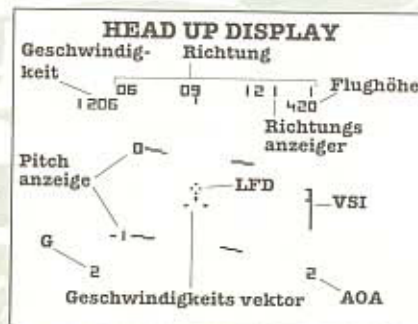 HEAD UP DISPLAY
Geschwindig-
keit
Richtung
Flughöhe
1206
06 09 12
420
Richtungs
anzeiger
Pitch
anzeige
0
LFD
VSI
-1
G
2
2
Geschwindigkeits vektor
AOA